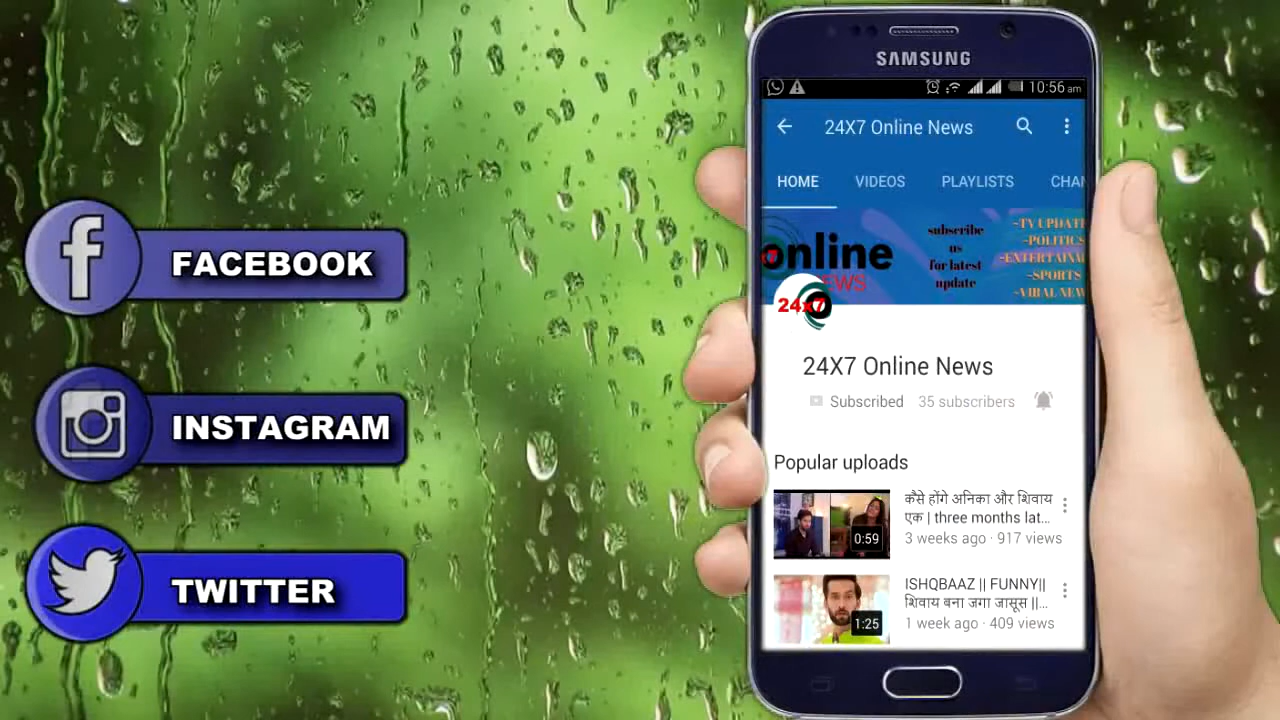 FACEBOOK
INSTAGRAM
TWITTER
SAMSUNG
10:56 am
24X7 Online News
HOME VIDEOS PLAYLISTS CHAN
online
NEWS
subscribe
us
for latest
update
~TV UPDATE
~POLITICS
~ENTERTAINM
~SPORTS
~VIRAL NEW
24x7
24X7 Online News
Subscribed 35 subscribers
Popular uploads
कैसे होंगे अनिका और शिवाय
एक | three months lat...
3 weeks ago · 917 views
0:59
ISHQBAAZ || FUNNY||
शिवाय बना जगा जासूस ||...
1 week ago · 409 views
1:25